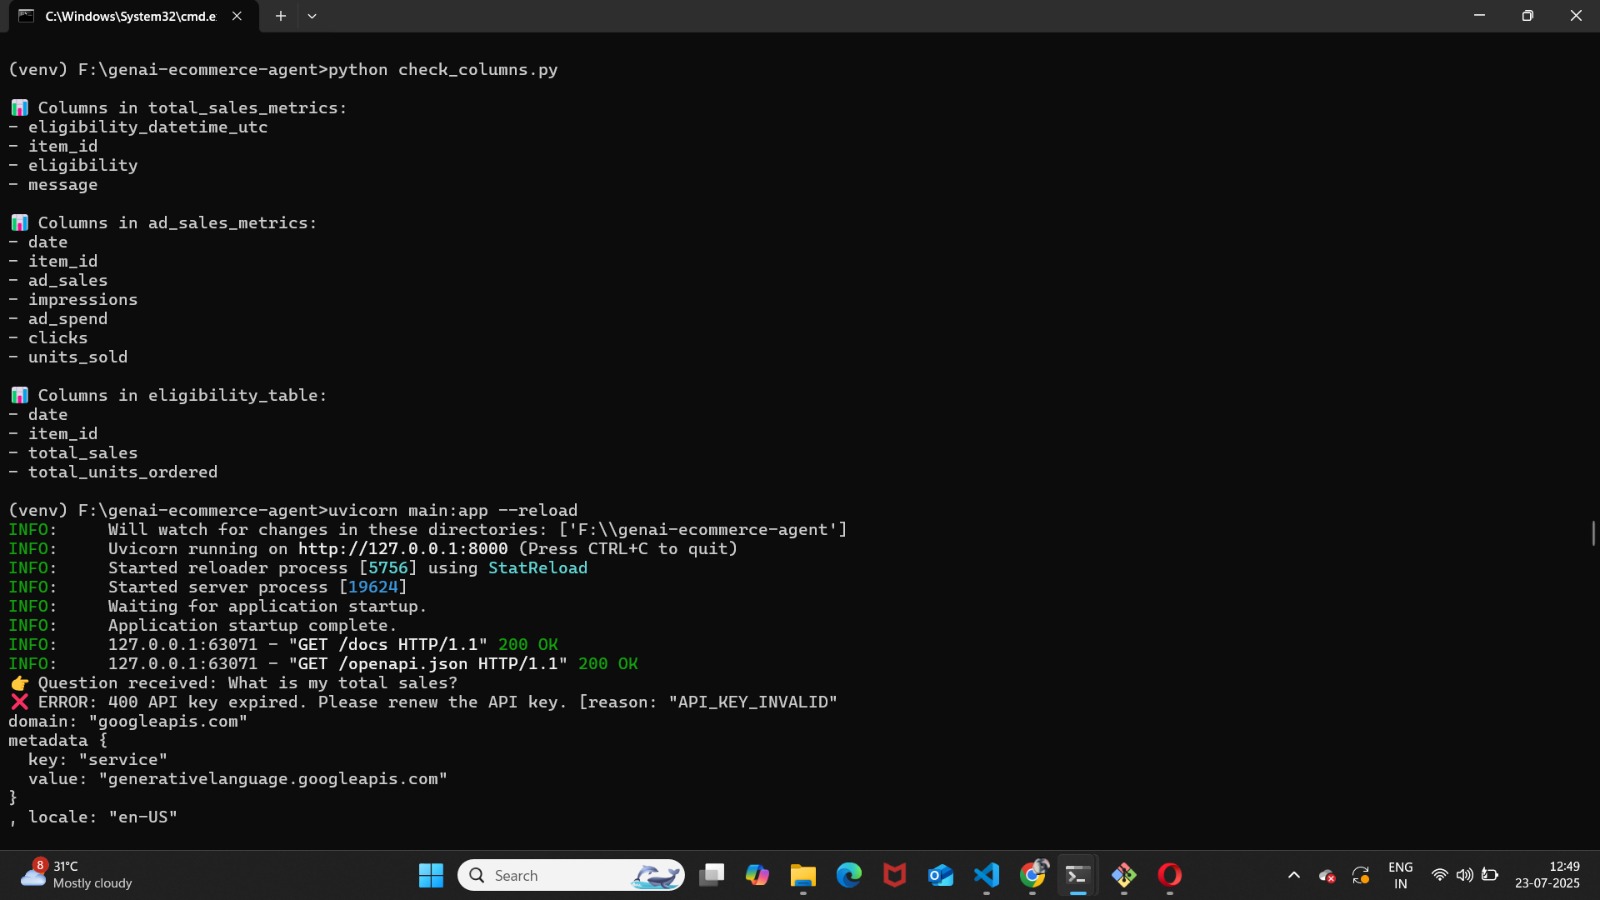 C:\Windows\System32\cmd.e
(venv) F:\genai-ecommerce-agent>python check_columns.py
Columns in total_sales_metrics:
- eligibility_datetime_utc
- item_id
- eligibility
- message
Columns in ad_sales_metrics:
- date
- item_id
- ad_sales
- impressions
- ad_spend
- clicks
- units_sold
Columns in eligibility_table:
- date
- item_id
- total_sales
- total_units_ordered
(venv) F:\genai-ecommerce-agent>uvicorn main:app --reload
INFO:     Will watch for changes in these directories: ['F:\\genai-ecommerce-agent']
INFO:     Uvicorn running on http://127.0.0.1:8000 (Press CTRL+C to quit)
INFO:     Started reloader process [5756] using StatReload
INFO:     Started server process [19624]
INFO:     Waiting for application startup.
INFO:     Application startup complete.
INFO:     127.0.0.1:63071 - "GET /docs HTTP/1.1" 200 OK
INFO:     127.0.0.1:63071 - "GET /openapi.json HTTP/1.1" 200 OK
👉 Question received: What is my total sales?
❌ ERROR: 400 API key expired. Please renew the API key. [reason: "API_KEY_INVALID"
domain: "googleapis.com"
metadata {
  key: "service"
  value: "generativelanguage.googleapis.com"
}
, locale: "en-US"
8
31°C
Mostly cloudy
Search
ENG
IN
12:49
23-07-2025